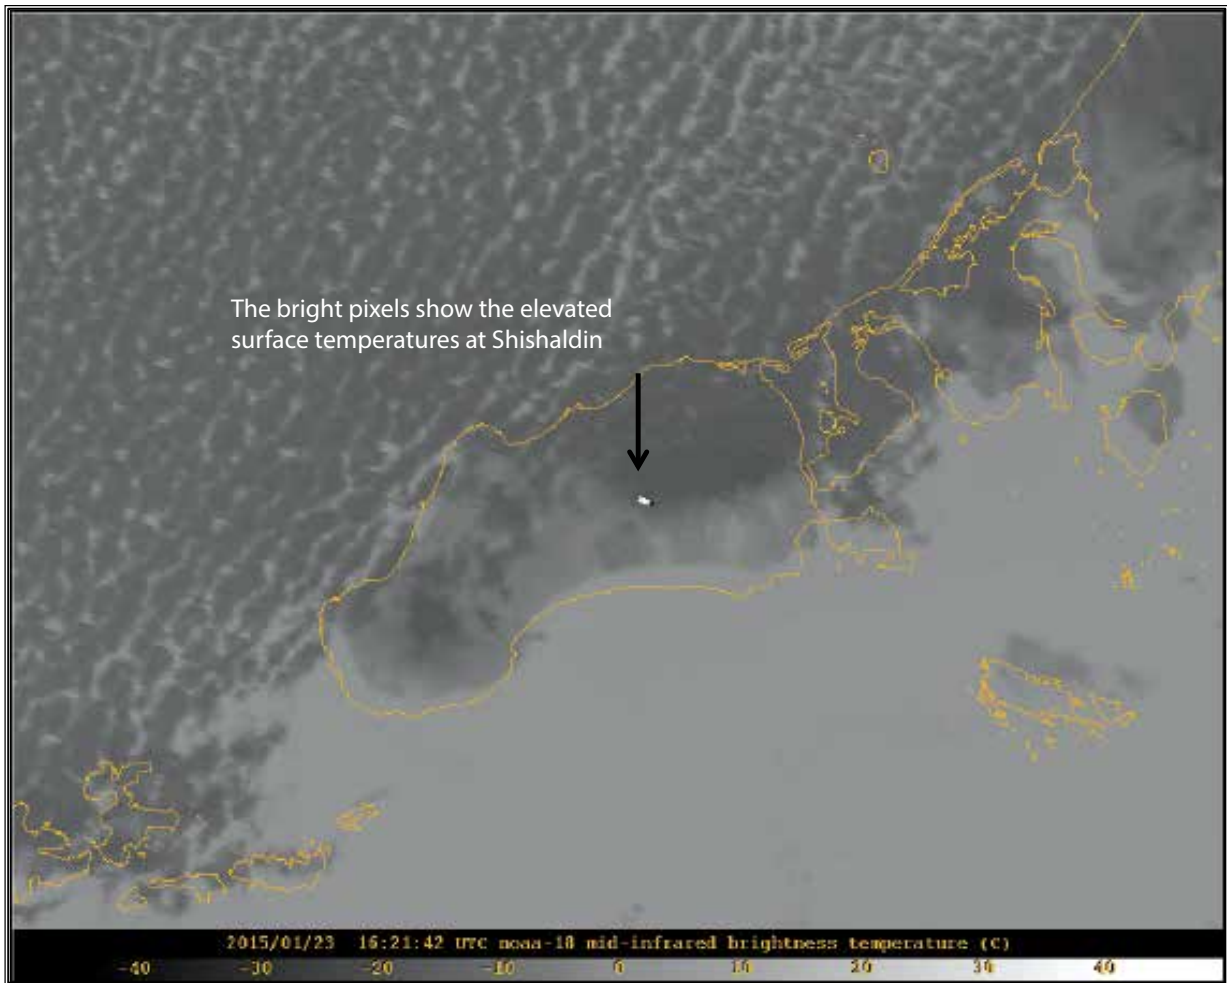 The bright pixels show the elevated
surface temperatures at Shishaldin
2015/01/23 16:21:42 UTC noaa-18 mid-infrared brightness temperature (C)
-40 -30 -20 -10 0 10 20 30 40